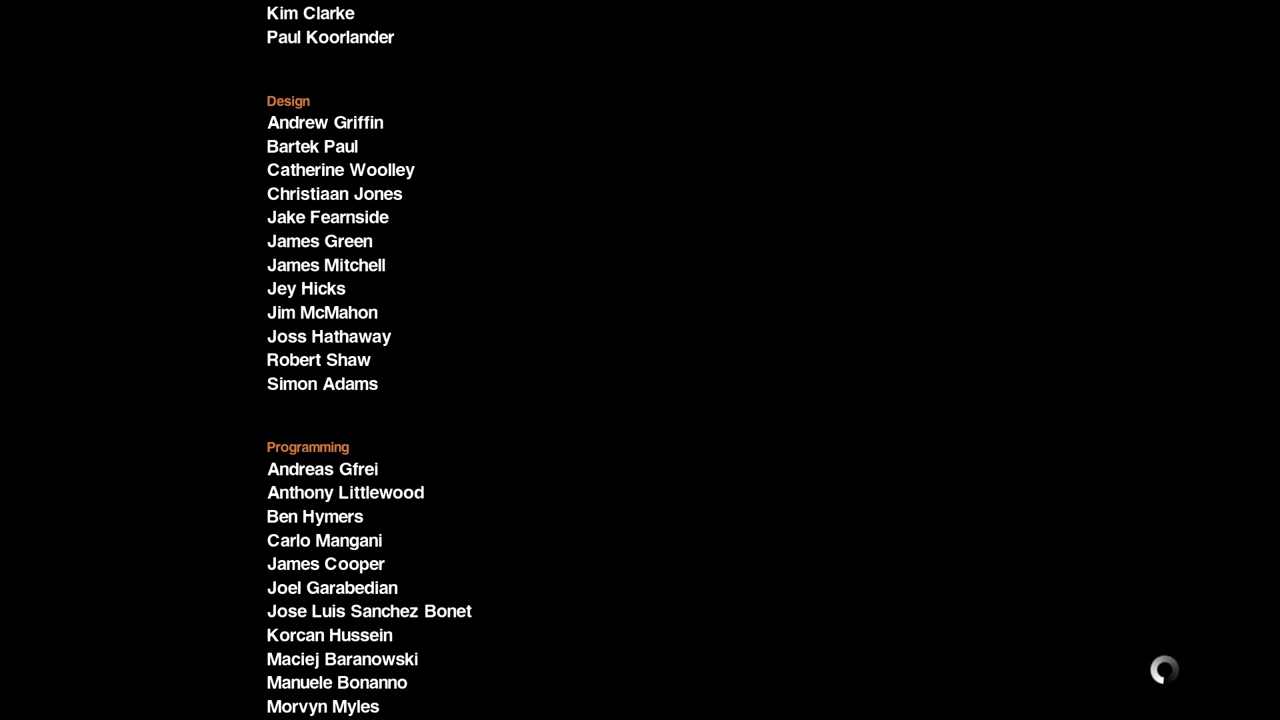 Kim Clarke
Paul Koorlander
Design
Andrew Griffin
Bartek Paul
Catherine Woolley
Christiaan Jones
Jake Fearnside
James Green
James Mitchell
Jey Hicks
Jim McMahon
Joss Hathaway
Robert Shaw
Simon Adams
Programming
Andreas Gfrei
Anthony Littlewood
Ben Hymers
Carlo Mangani
James Cooper
Joel Garabedian
Jose Luis Sanchez Bonet
Korcan Hussein
Maciej Baranowski
Manuele Bonanno
Morvyn Myles